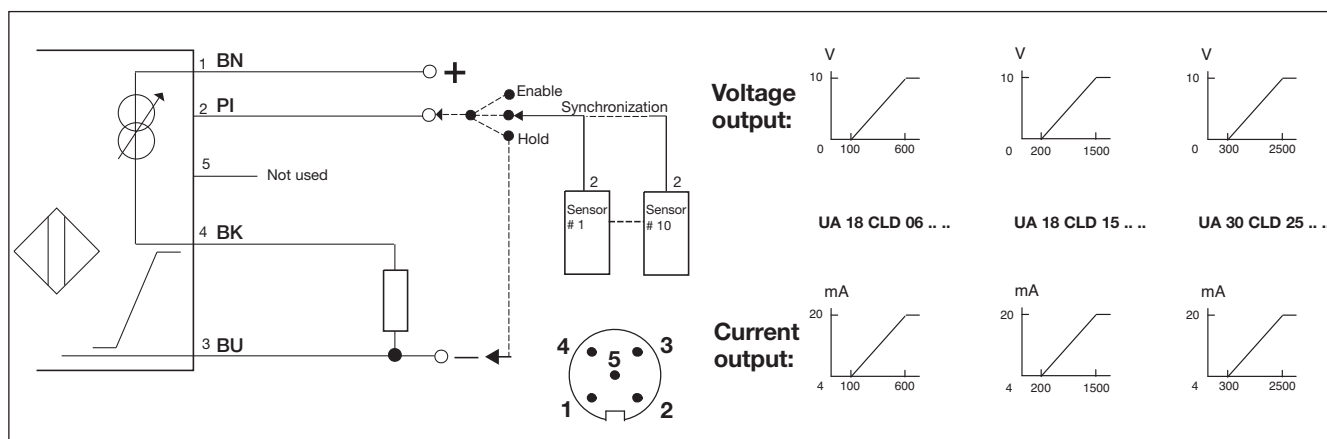 1 BN
+
2 PI
Enable
Synchronization
Hold
5
Not used
2
2
Sensor
# 1
Sensor
# 10
4 BK
3 BU
−
4
5
3
1
2
Voltage
output:
V
10
0
100
600
V
10
0
200
1500
V
10
0
300
2500
UA 18 CLD 06 .. ..
UA 18 CLD 15 .. ..
UA 30 CLD 25 .. ..
Current
output:
mA
20
4
100
600
mA
20
4
200
1500
mA
20
4
300
2500